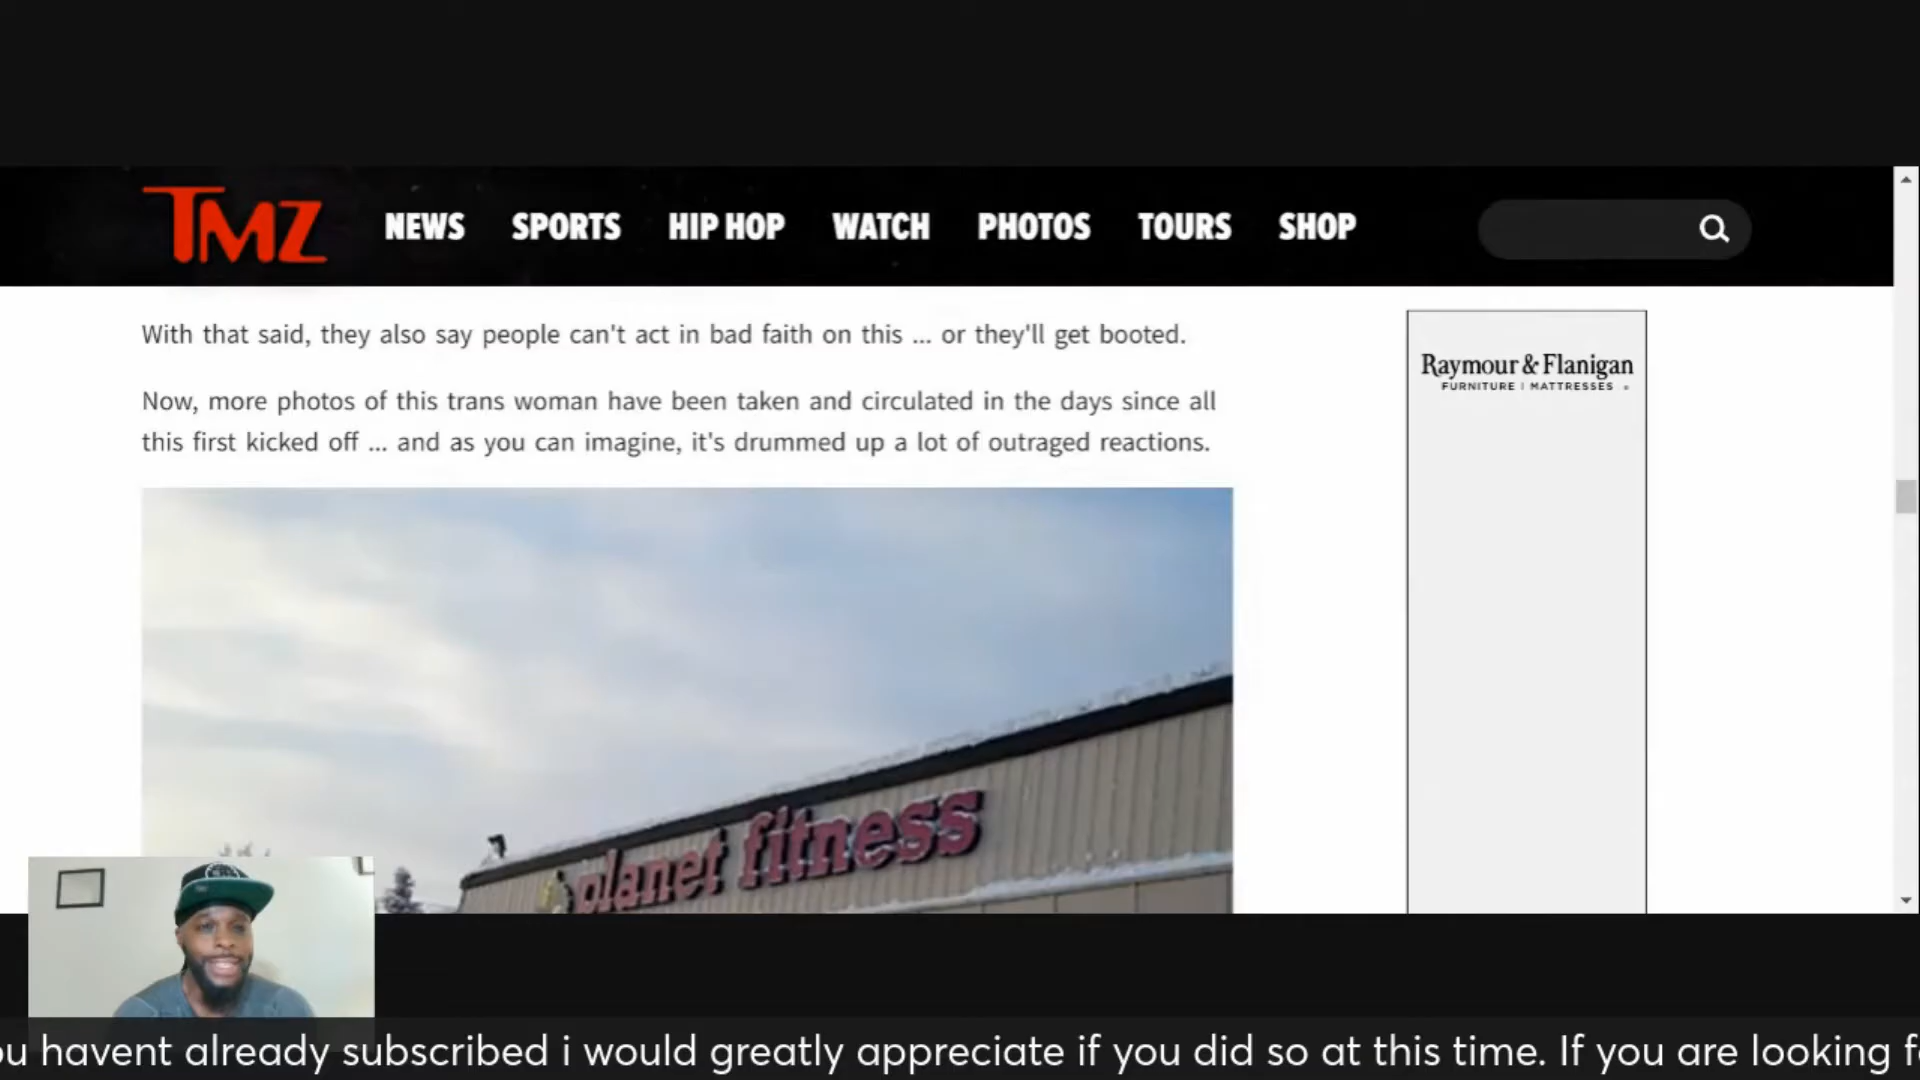 TMZ NEWS SPORTS HIP HOP WATCH PHOTOS TOURS SHOP
With that said, they also say people can't act in bad faith on this ... or they'll get booted.
Now, more photos of this trans woman have been taken and circulated in the days since all
this first kicked off ... and as you can imagine, it's drummed up a lot of outraged reactions.
Raymour & Flanigan
FURNITURE | MATTRESSES
planet fitness
ou havent already subscribed i would greatly appreciate if you did so at this time. If you are looking f